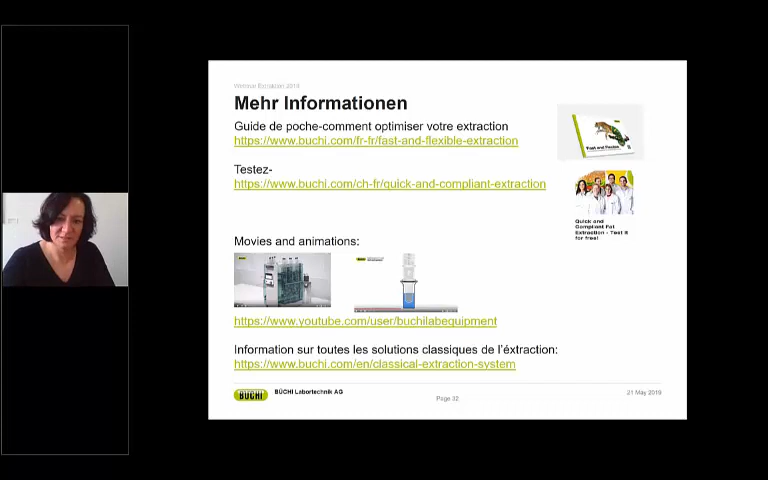 Webinar Extraktion 2019
Mehr Informationen
Guide de poche-comment optimiser votre extraction
https://www.buchi.com/fr-fr/fast-and-flexible-extraction
Testez-
https://www.buchi.com/ch-fr/quick-and-compliant-extraction
Quick and
Compliant Fat
Extraction - Test it
for free!
Movies and animations:
https://www.youtube.com/user/buchilabequipment
Information sur toutes les solutions classiques de l'éxtraction:
https://www.buchi.com/en/classical-extraction-system
BUCHI
BÜCHI Labortechnik AG
Page 32
21 May 2019